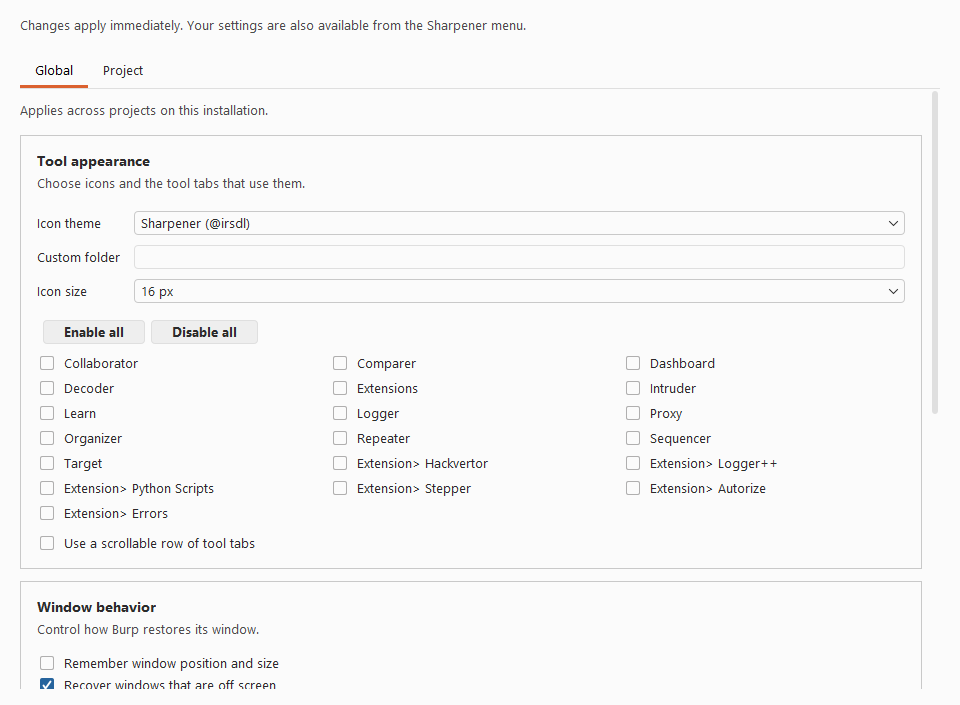 Changes apply immediately. Your settings are also available from the Sharpener menu.
Global Project
Applies across projects on this installation.
Tool appearance
Choose icons and the tool tabs that use them.
Icon theme Sharpener (@irsdl)
Custom folder
Icon size 16 px
Enable all Disable all
Collaborator Comparer Dashboard
Decoder Extensions Intruder
Learn Logger Proxy
Organizer Repeater Sequencer
Target Extension> Hackvertor Extension> Logger++
Extension> Python Scripts Extension> Stepper Extension> Autorize
Extension> Errors
Use a scrollable row of tool tabs
Window behavior
Control how Burp restores its window.
Remember window position and size
Recover windows that are off screen